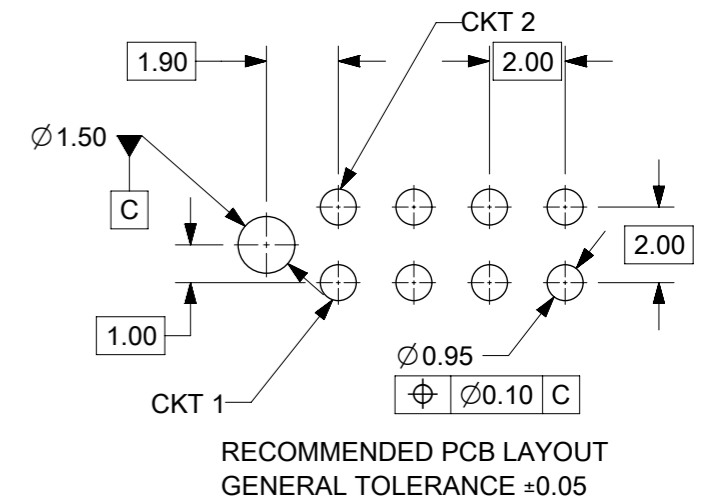 CKT 2
1.90
2.00
∅1.50
C
2.00
1.00
∅0.95
⌖ ∅0.10 C
CKT 1
RECOMMENDED PCB LAYOUT
GENERAL TOLERANCE ±0.05